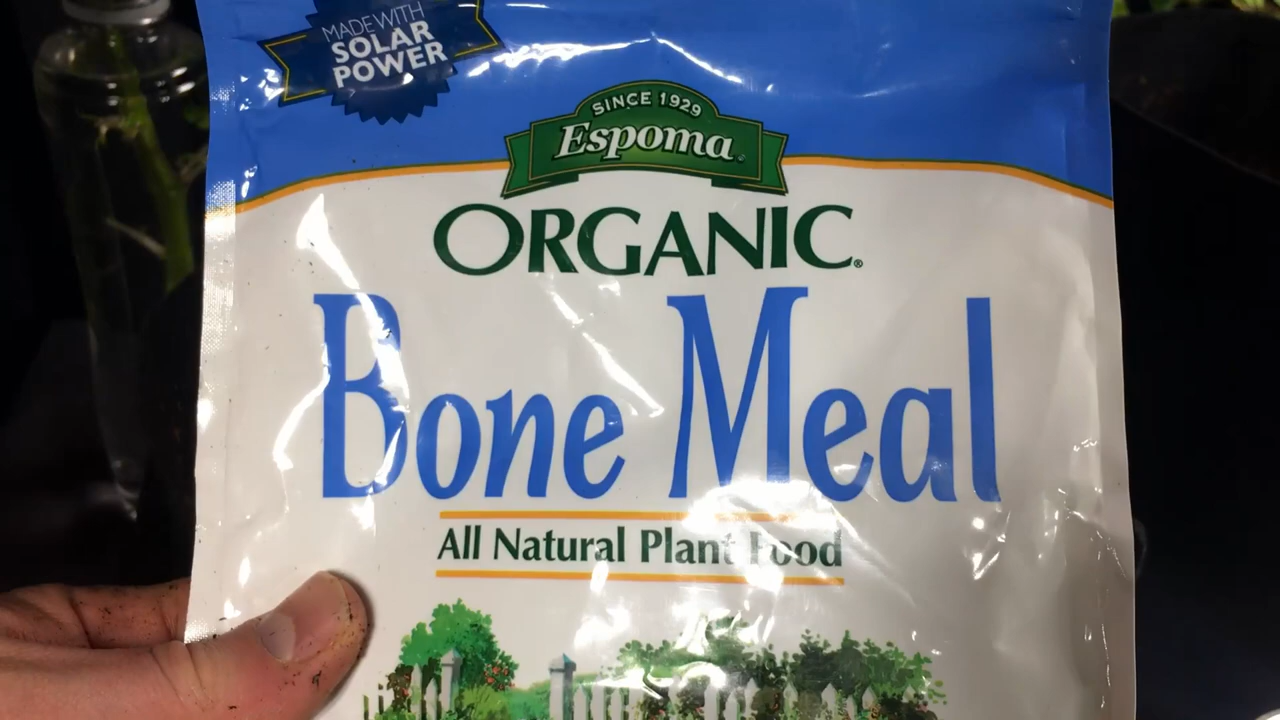 MADE WITH
SOLAR
POWER
SINCE 1929
Espoma®
ORGANIC®
Bone Meal
All Natural Plant Food